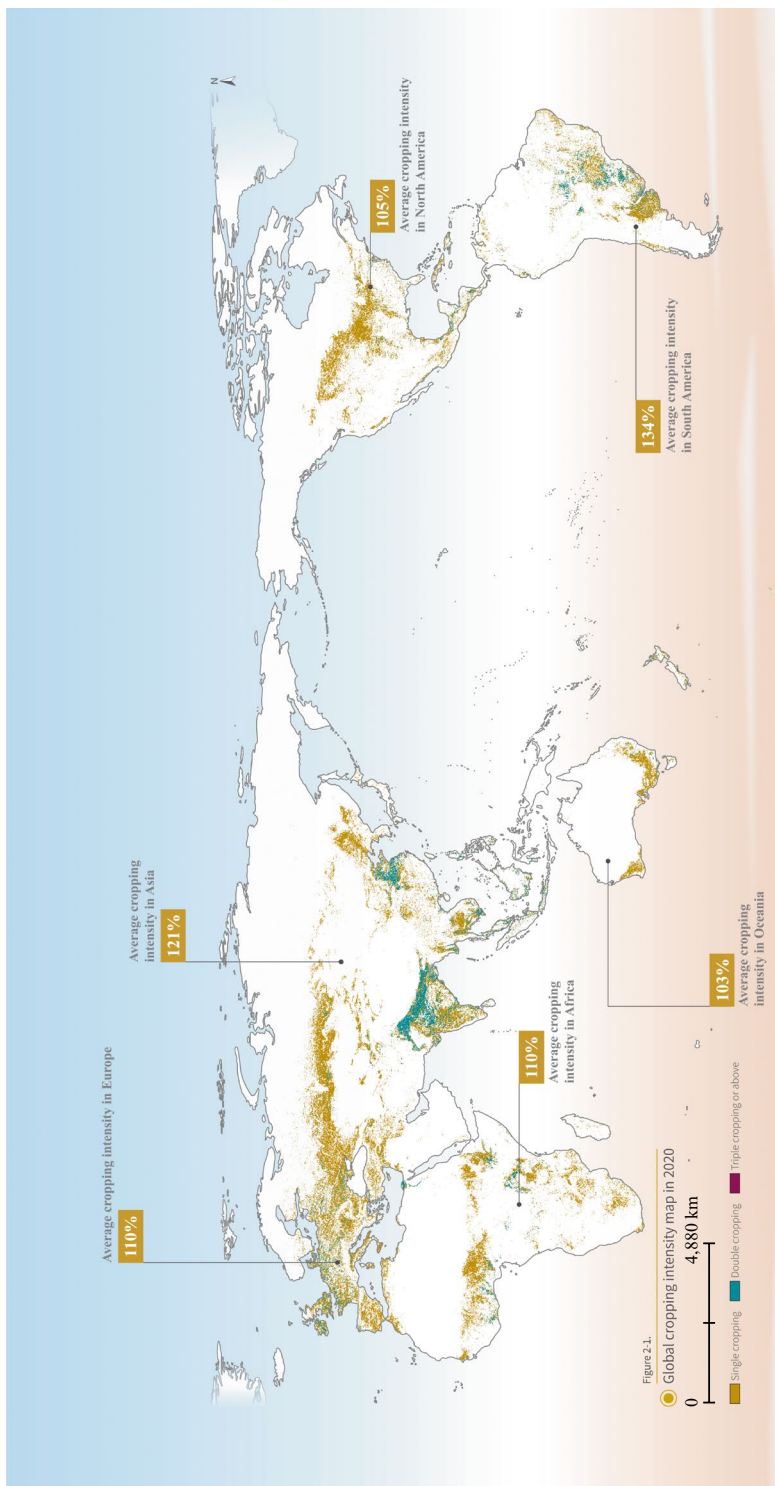 Average cropping intensity in Europe
110%
Average cropping
intensity in Asia
121%
N
105%
Average cropping intensity
in North America
134%
Average cropping intensity
in South America
110%
Average cropping
intensity in Africa
103%
Average cropping
intensity in Oceania
Figure 2-1.
Global cropping intensity map in 2020
0
4,880 km
Single cropping
Double cropping
Triple cropping or above